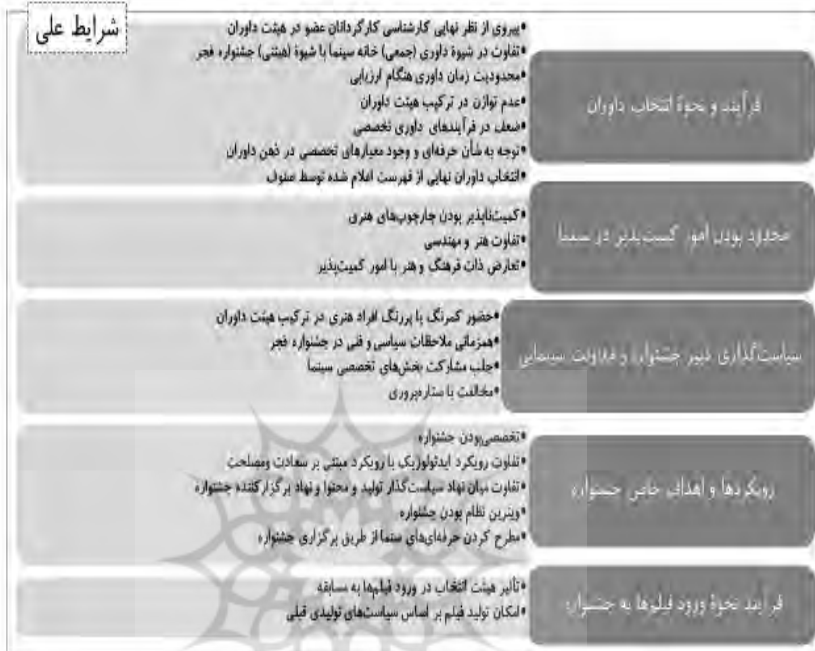 شرایط علی
فرآیند و نحوۀ انتخاب داوران
•پیروی از نظر نهایی کارشناسی کارگردانان عضو در هیئت داوران
•تفاوت در شیوۀ داوری (جمعی) خانه سینما با شیوۀ (هیئتی) جشنواره فجر
•محدودیت زمان داوری هنگام ارزیابی
•عدم توازن در ترکیب هیئت داوران
•ضعف در فرآیندهای داوری تخصصی
•توجه به شأن حرفه‌ای و وجود معیارهای تخصصی در ذهن داوران
•انتخاب داوران نهایی از فهرست اعلام شده توسط صنوف
محدود بودن امور کمیت‌پذیر در سینما
•کمیت‌ناپذیر بودن چارچوب‌های هنری
•تفاوت هنر و مهندسی
•تعارض ذات فرهنگ و هنر با امور کمیت‌پذیر
سیاست‌گذاری دبیر جشنواره و معاونت سینمایی
•حضور کمرنگ یا پررنگ افراد هنری در ترکیب هیئت داوران
•همزمانی ملاحظات سیاسی و فنی در جشنواره فجر
•جلب مشارکت بخش‌های تخصصی سینما
•مخالفت با ستاره‌پروری
رویکردها و اهداف خاص جشنواره
•تخصصی‌بودن جشنواره
•تفاوت رویکرد ایدئولوژیک با رویکرد مبتنی بر سعادت ومصلحت
•تفاوت میان نهاد سیاست‌گذار تولید و محتوا و نهاد برگزارکننده جشنواره
•ویترین نظام بودن جشنواره
•مطرح کردن حرفه‌ای‌های سینما از طریق برگزاری جشنواره
فرآیند نحوۀ ورود فیلم‌ها به جشنواره
•تأثیر هیئت انتخاب در ورود فیلم‌ها به مسابقه
•امکان تولید فیلم بر اساس سیاست‌های تولیدی قبلی